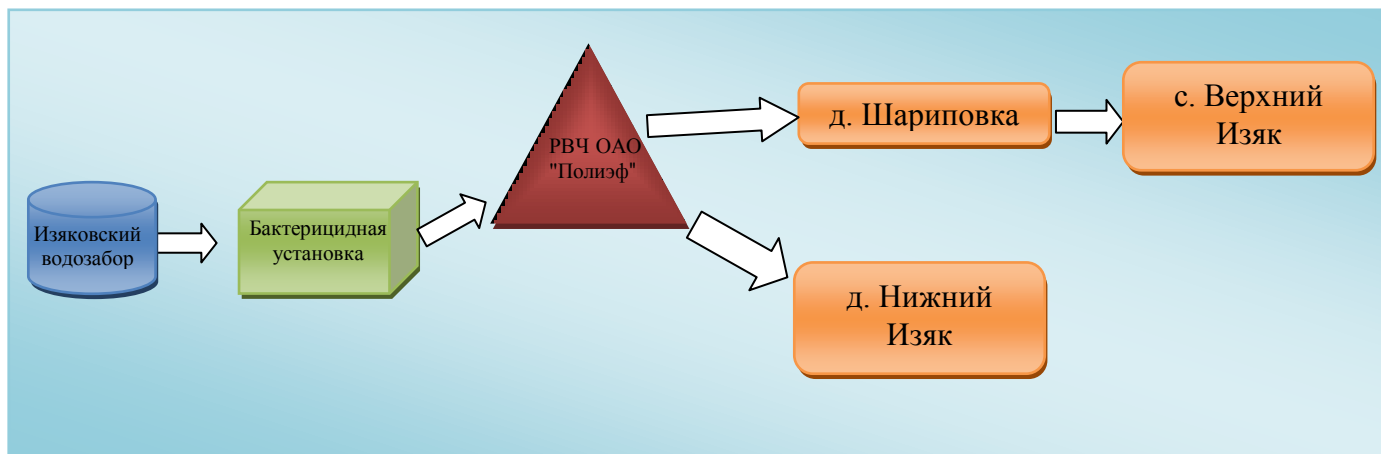 Изяковский
водозабор
Бактерицидная
установка
РВЧ ОАО
"Полиэф"
д. Шариповка
с. Верхний
Изяк
д. Нижний
Изяк